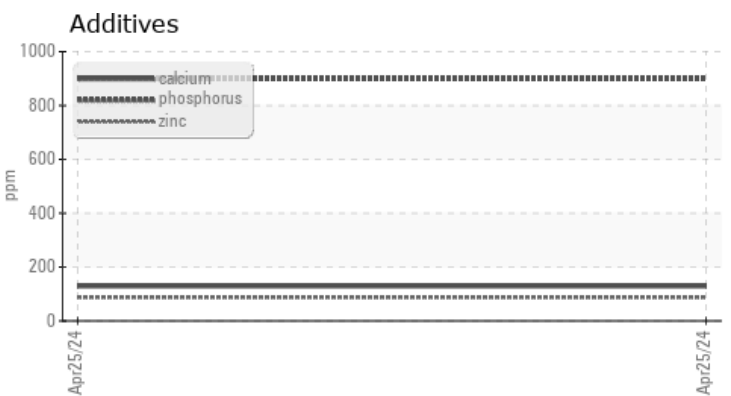 Additives
1000
calcium
phosphorus
zinc
800
600
400
200
0
ppm
Apr25/24
Apr25/24